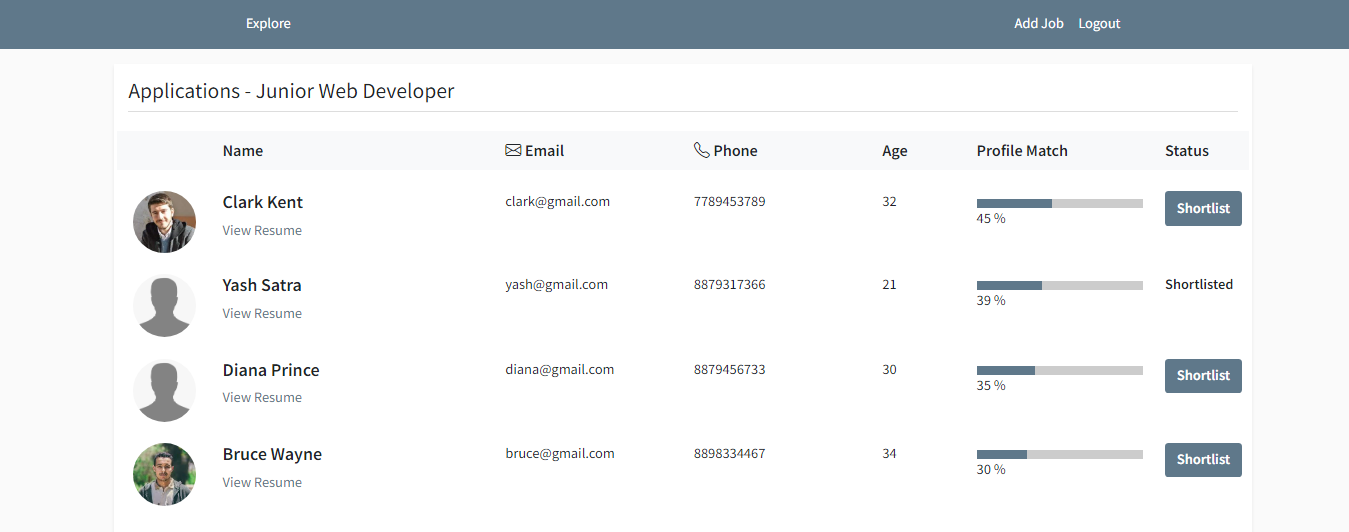 Explore Add Job Logout
Applications - Junior Web Developer
Name Email Phone Age Profile Match Status
Clark Kent clark@gmail.com 7789453789 32 Shortlist
45 %
View Resume
Yash Satra yash@gmail.com 8879317366 21 Shortlisted
39 %
View Resume
Diana Prince diana@gmail.com 8879456733 30 Shortlist
35 %
View Resume
Bruce Wayne bruce@gmail.com 8898334467 34 Shortlist
30 %
View Resume